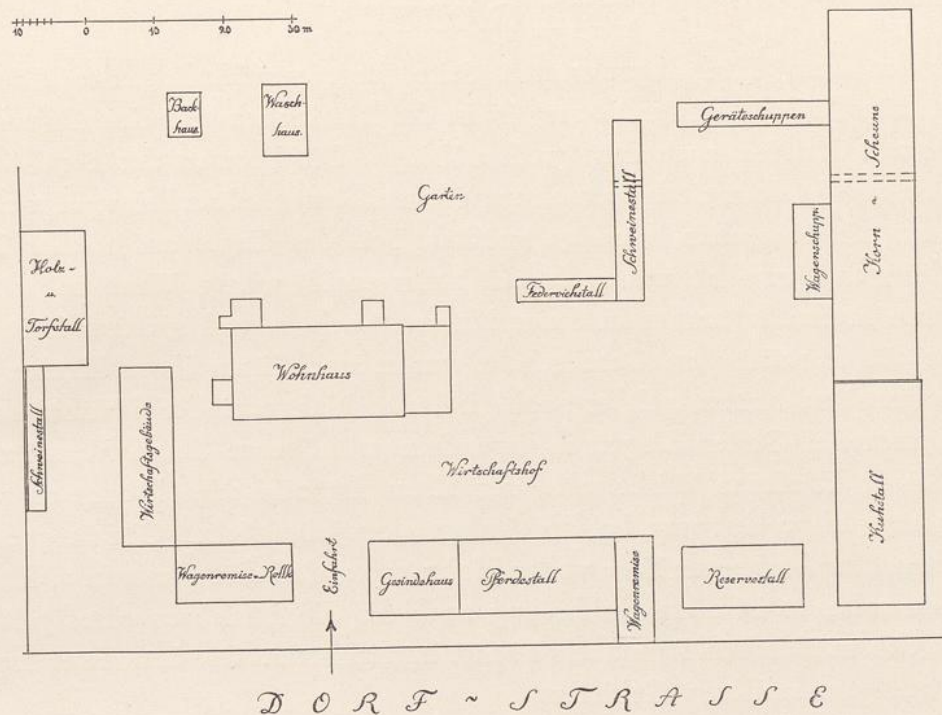 10 0 10 20 30 m
Back-
haus.
Wasch-
haus.
Geräteschuppen
Korn ~ Scheune
Schweinestall
Garten
Wagenschupp.
Holz-
u.
Torfstall
Federviehstall
Wohnhaus
Schweinestall
Wirtschaftsgebäude
Wirtschaftshof
Kuhstall
Wagenremise-Rolle
Einfahrt
Gesindehaus
Pferdestall
Wagenremise
Reservestall
DORF ~ STRASSE